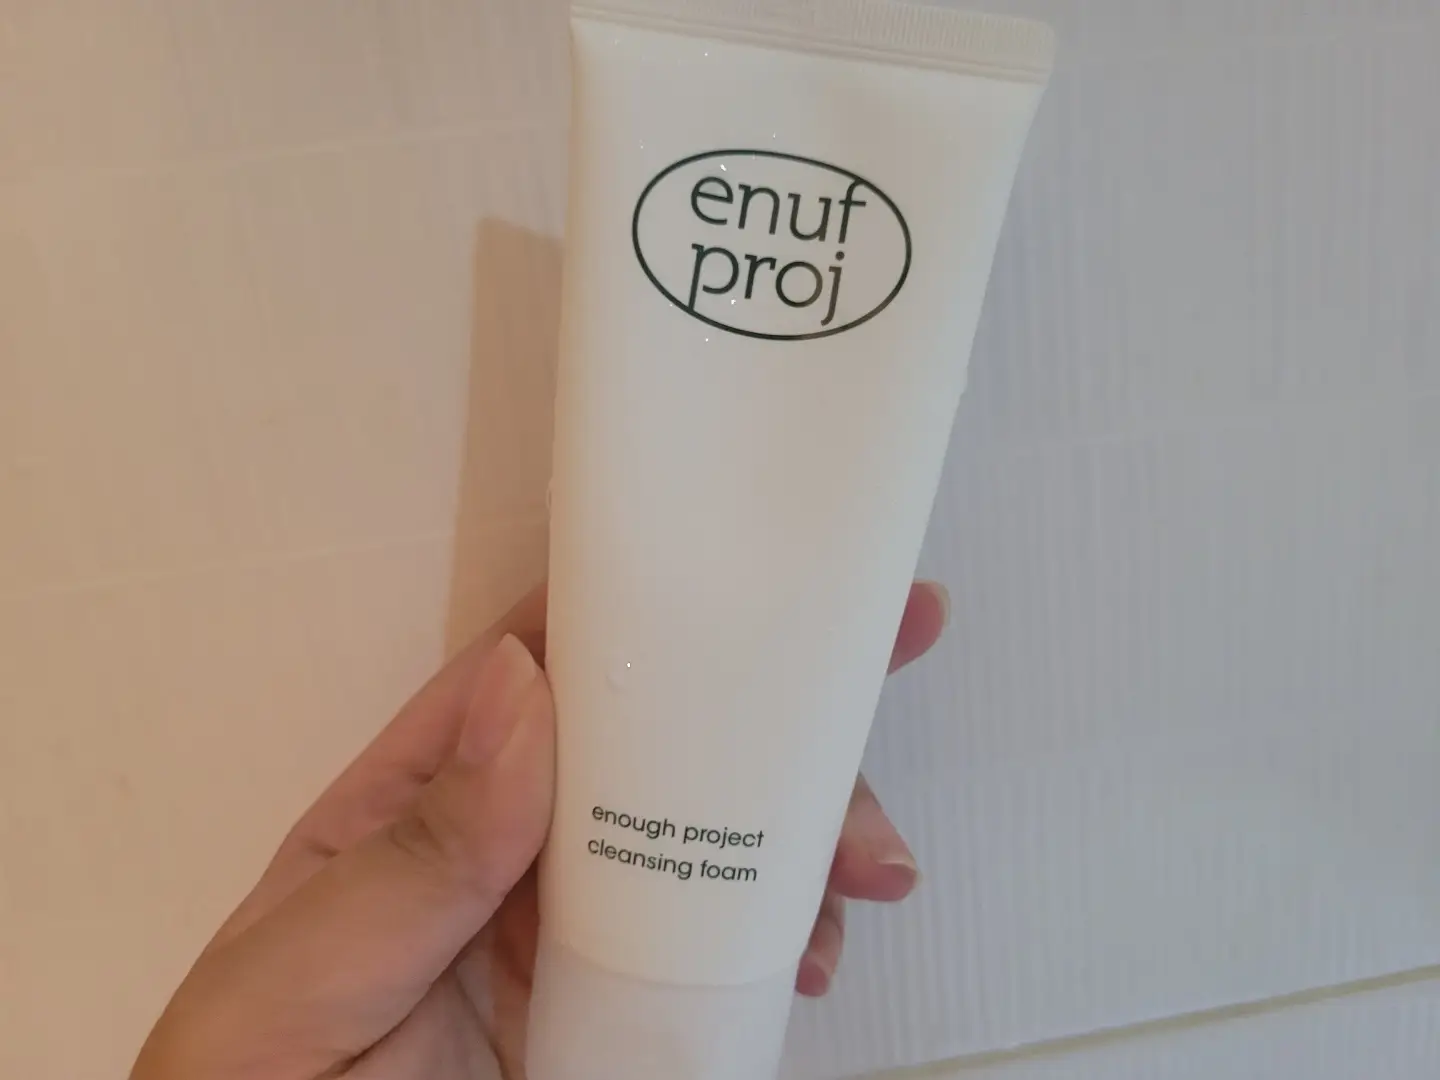 enuf
proj
enough project
cleansing foam